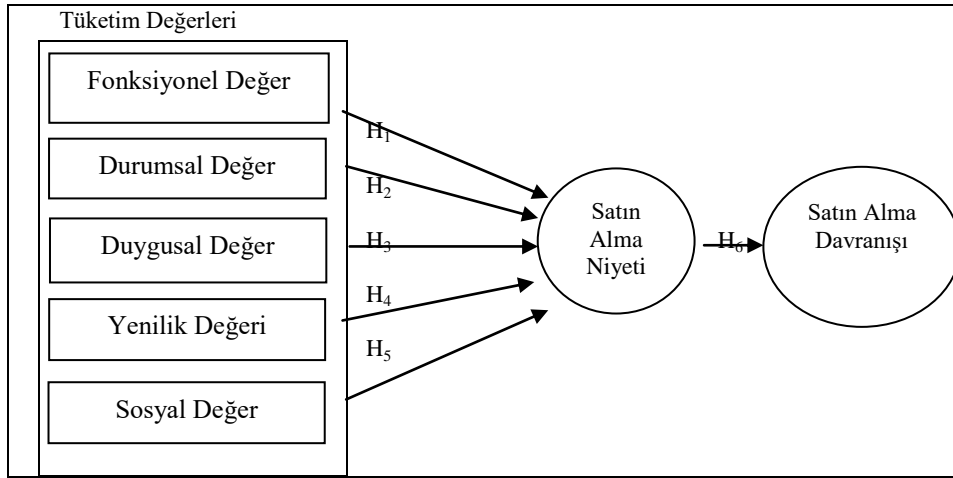 Tüketim Değerleri
Fonksiyonel Değer
Durumsal Değer
Duygusal Değer
Yenilik Değeri
Sosyal Değer
H₁
H₂
H₃
H₄
H₅
Satın
Alma
Niyeti
H₆
Satın Alma
Davranışı